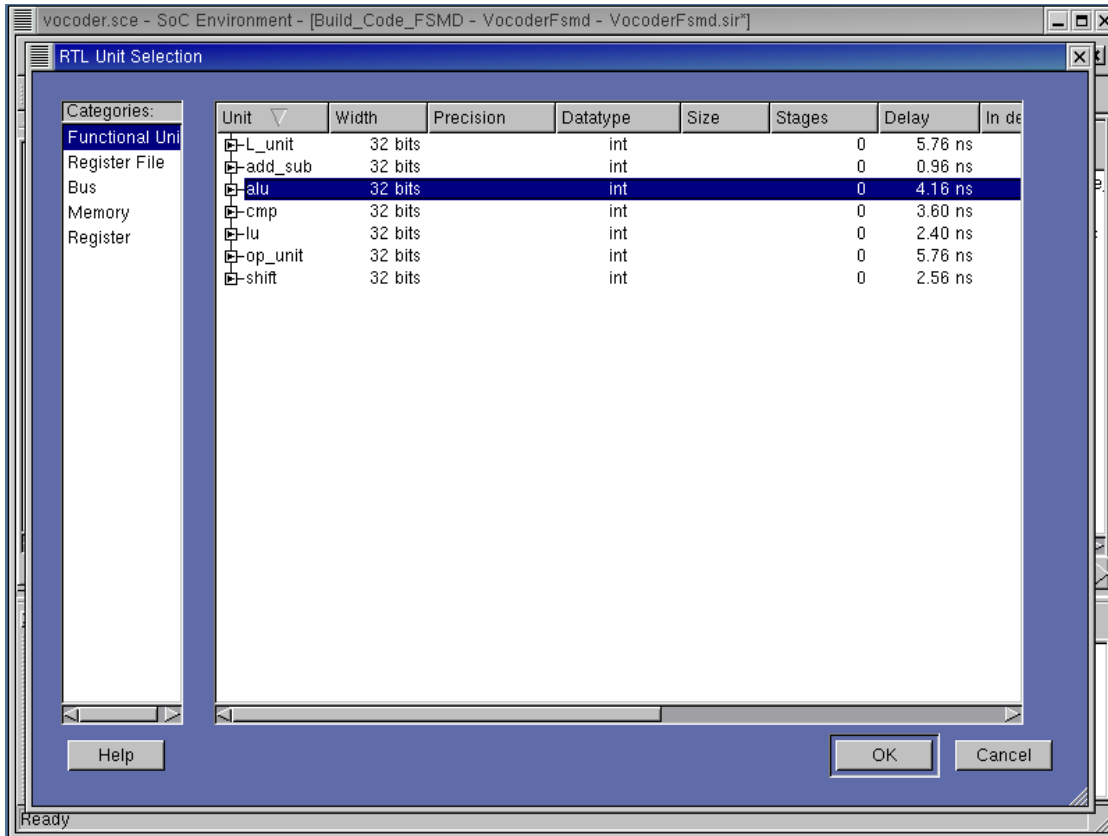 vocoder.sce - SoC Environment - [Build_Code_FSMD - VocoderFsmd - VocoderFsmd.sir*]
RTL Unit Selection
Categories:
Functional Uni
Register File
Bus
Memory
Register
Unit Width Precision Datatype Size Stages Delay In de
L_unit 32 bits int 0 5.76 ns
add_sub 32 bits int 0 0.96 ns
alu 32 bits int 0 4.16 ns
cmp 32 bits int 0 3.60 ns
lu 32 bits int 0 2.40 ns
op_unit 32 bits int 0 5.76 ns
shift 32 bits int 0 2.56 ns
Help
OK
Cancel
Ready